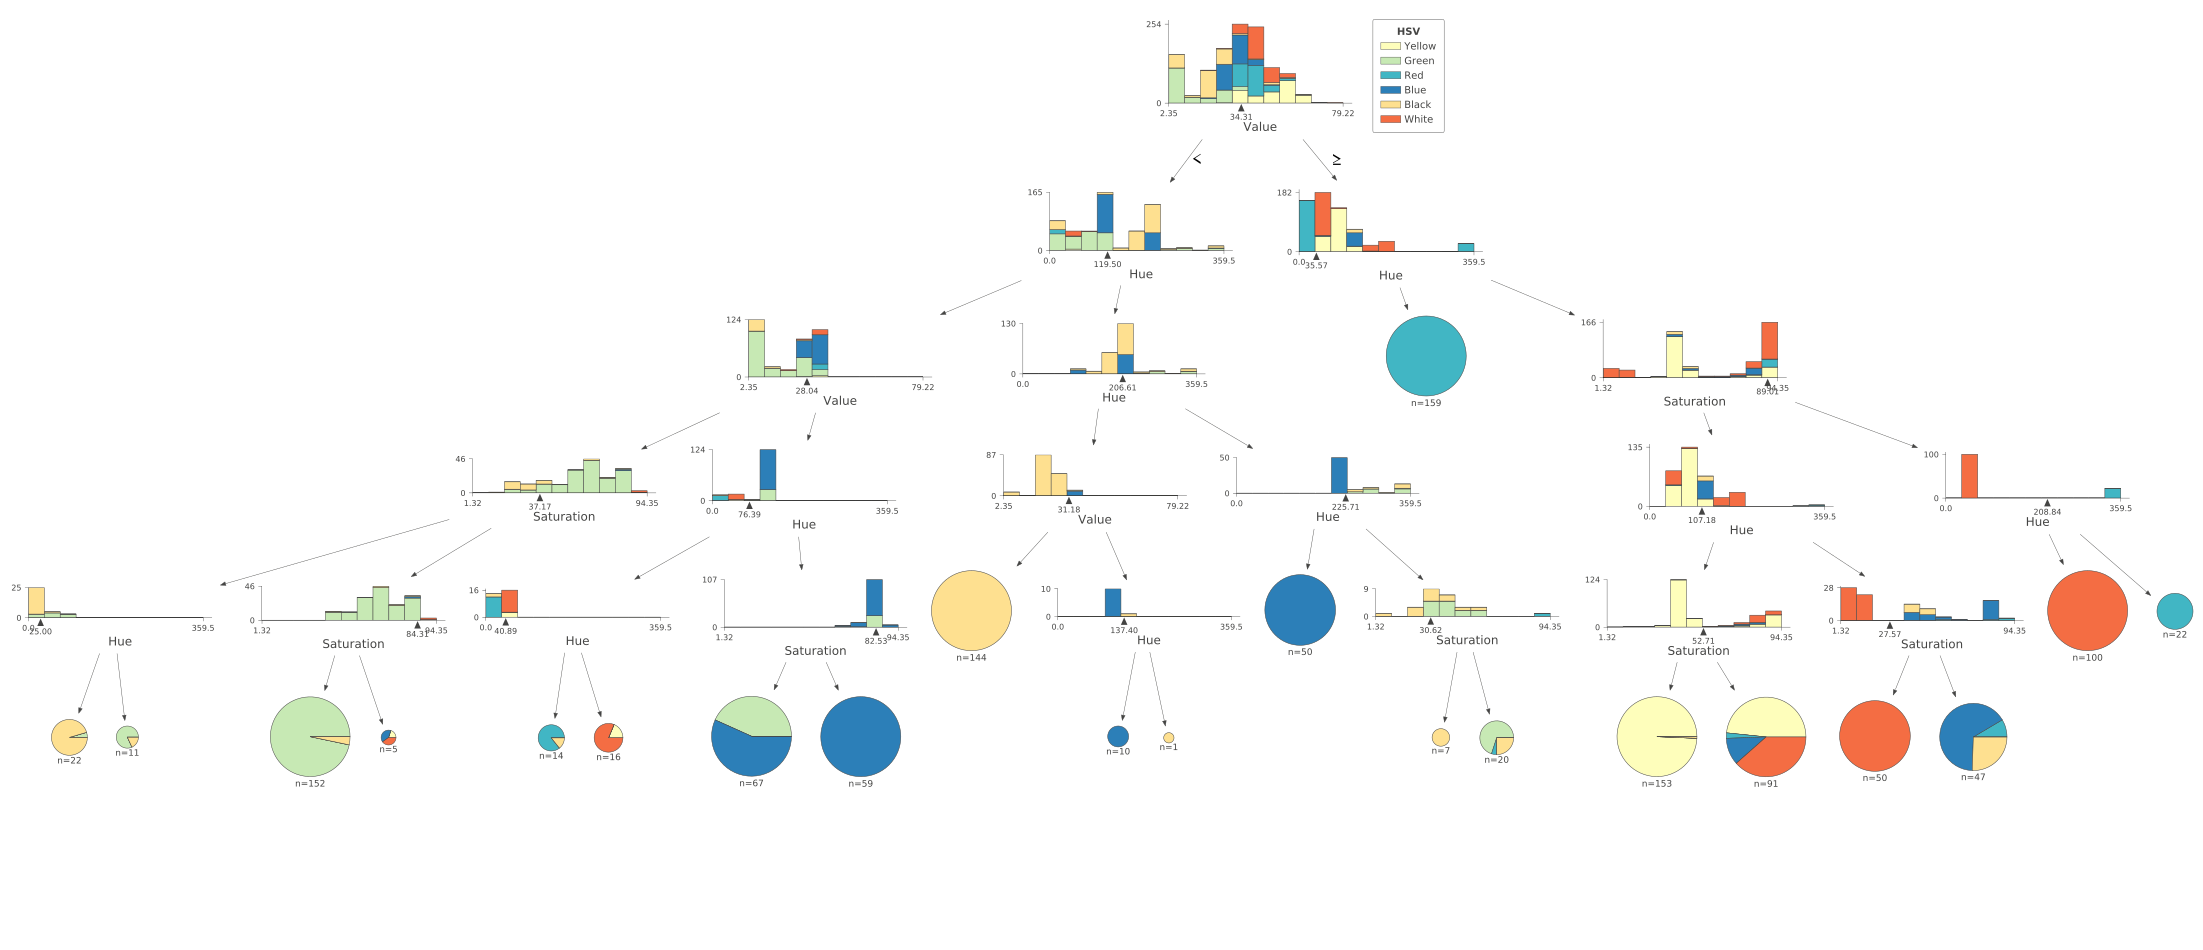 254
0
2.35
34.31
79.22
Value
HSV
Yellow
Green
Red
Blue
Black
White
<
≥
165
0
0.0
119.50
359.5
Hue
182
0
0.0
35.57
359.5
Hue
124
0
2.35
28.04
79.22
Value
130
0
0.0
206.61
359.5
Hue
n=159
166
0
1.32
89.01
94.35
Saturation
46
0
1.32
37.17
94.35
Saturation
124
0
0.0
76.39
359.5
Hue
87
0
2.35
31.18
79.22
Value
50
0
0.0
225.71
359.5
Hue
135
0
0.0
107.18
359.5
Hue
100
0
0.0
208.84
359.5
Hue
25
0
0.0
25.00
359.5
Hue
46
0
1.32
84.31
94.35
Saturation
16
0
0.0
40.89
359.5
Hue
107
0
1.32
82.53
94.35
Saturation
n=144
10
0
0.0
137.40
359.5
Hue
n=50
9
0
1.32
30.62
94.35
Saturation
124
0
1.32
52.71
94.35
Saturation
28
0
1.32
27.57
94.35
Saturation
n=100
n=22
n=22
n=11
n=152
n=5
n=14
n=16
n=67
n=59
n=10
n=1
n=7
n=20
n=153
n=91
n=50
n=47